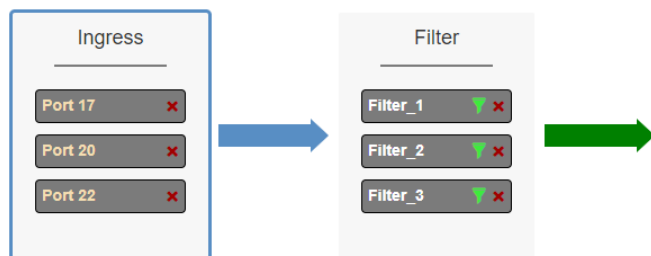 Ingress
Port 17
Port 20
Port 22
Filter
Filter_1
Filter_2
Filter_3